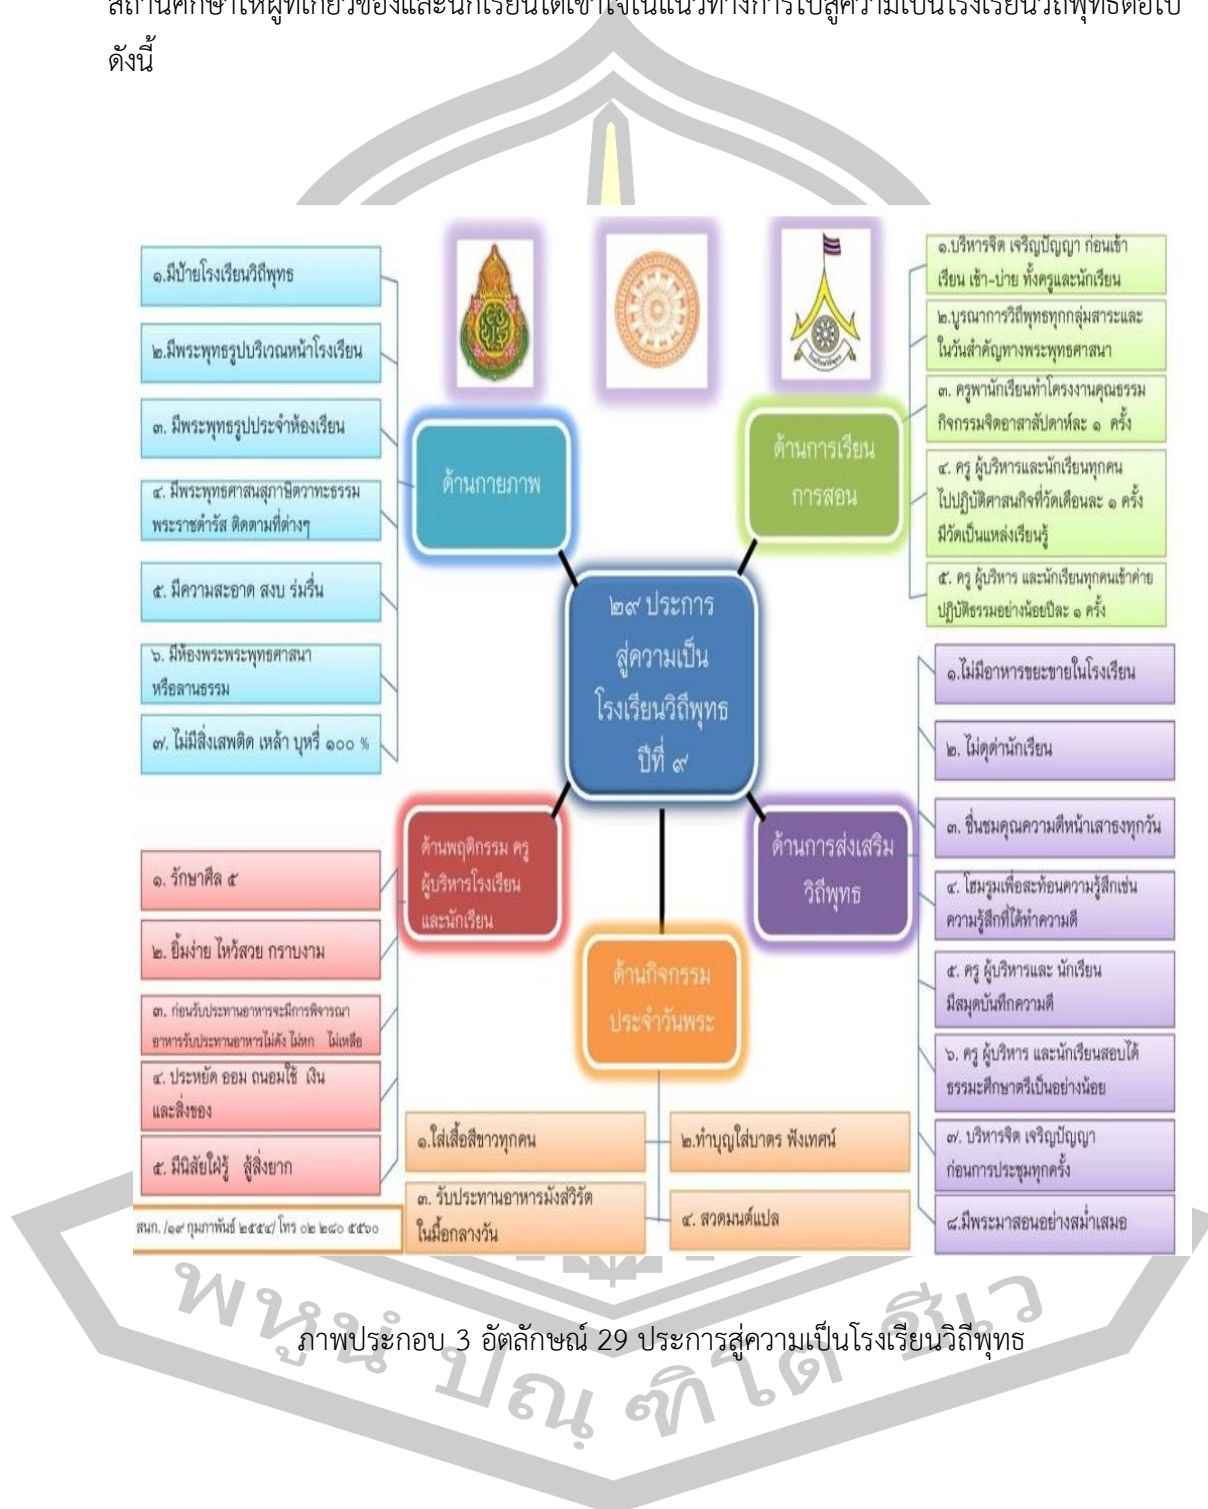 สถานศึกษาให้ผู้ที่เกี่ยวข้องและนักเรียนได้เข้าใจในแนวทางการไปสู่ความเป็นโรงเรียนวิถีพุทธต่อไป
ดังนี้
๑.มีป้ายโรงเรียนวิถีพุทธ
๒.มีพระพุทธรูปบริเวณหน้าโรงเรียน
๓. มีพระพุทธรูปประจำห้องเรียน
๔. มีพระพุทธศาสนสุภาษิตวาทะธรรม
พระราชดำรัส ติดตามที่ต่างๆ
๕. มีความสะอาด สงบ ร่มรื่น
๖. มีห้องพระพระพุทธศาสนา
หรือลานธรรม
๗. ไม่มีสิ่งเสพติด เหล้า บุหรี่ ๑๐๐ %
ด้านกายภาพ
ด้านการเรียน
การสอน
๑.บริหารจิต เจริญปัญญา ก่อนเข้า
เรียน เช้า-บ่าย ทั้งครูและนักเรียน
๒.บูรณาการวิถีพุทธทุกกลุ่มสาระและ
ในวันสำคัญทางพระพุทธศาสนา
๓. ครูพานักเรียนทำโครงงานคุณธรรม
กิจกรรมจิตอาสาสัปดาห์ละ ๑ ครั้ง
๔. ครู ผู้บริหารและนักเรียนทุกคน
ไปปฏิบัติศาสนกิจที่วัดเดือนละ ๑ ครั้ง
มีวัดเป็นแหล่งเรียนรู้
๕. ครู ผู้บริหาร และนักเรียนทุกคนเข้าค่าย
ปฏิบัติธรรมอย่างน้อยปีละ ๑ ครั้ง
๒๙ ประการ
สู่ความเป็น
โรงเรียนวิถีพุทธ
ปีที่ ๙
ด้านพฤติกรรม ครู
ผู้บริหารโรงเรียน
และนักเรียน
๑. รักษาศีล ๕
๒. ยิ้มง่าย ไหว้สวย กราบงาม
๓. ก่อนรับประทานอาหารจะมีการพิจารณา
อาหารรับประทานอาหารไม่ดัง ไม่หก ไม่เหลือ
๔. ประหยัด ออม ถนอมใช้ เงิน
และสิ่งของ
๕. มีนิสัยใฝ่รู้ สู้สิ่งยาก
ด้านการส่งเสริม
วิถีพุทธ
๑.ไม่มีอาหารขยะขายในโรงเรียน
๒. ไม่ดุด่านักเรียน
๓. ชื่นชมคุณความดีหน้าเสาธงทุกวัน
๔. โฮมรูมเพื่อสะท้อนความรู้สึกเช่น
ความรู้สึกที่ได้ทำความดี
๕. ครู ผู้บริหารและ นักเรียน
มีสมุดบันทึกความดี
๖. ครู ผู้บริหาร และนักเรียนสอบได้
ธรรมะศึกษาตรีเป็นอย่างน้อย
๗. บริหารจิต เจริญปัญญา
ก่อนการประชุมทุกครั้ง
๘.มีพระมาสอนอย่างสม่ำเสมอ
ด้านกิจกรรม
ประจำวันพระ
๑.ใส่เสื้อสีขาวทุกคน
๒.ทำบุญใส่บาตร ฟังเทศน์
๓. รับประทานอาหารมังสวิรัต
ในมื้อกลางวัน
๔. สวดมนต์แปล
สนก. /๑๙ กุมภาพันธ์ ๒๕๕๔/ โทร ๐๒ ๒๘๐ ๕๕๖๐
ภาพประกอบ 3 อัตลักษณ์ 29 ประการสู่ความเป็นโรงเรียนวิถีพุทธ
พหูนํ ปณฺฑิโต ชีเว